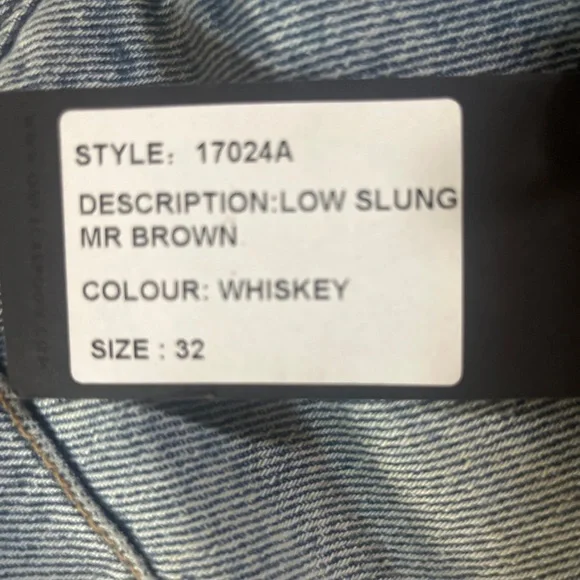 STYLE: 17024A
DESCRIPTION:LOW SLUNG
MR BROWN
COLOUR: WHISKEY
SIZE : 32